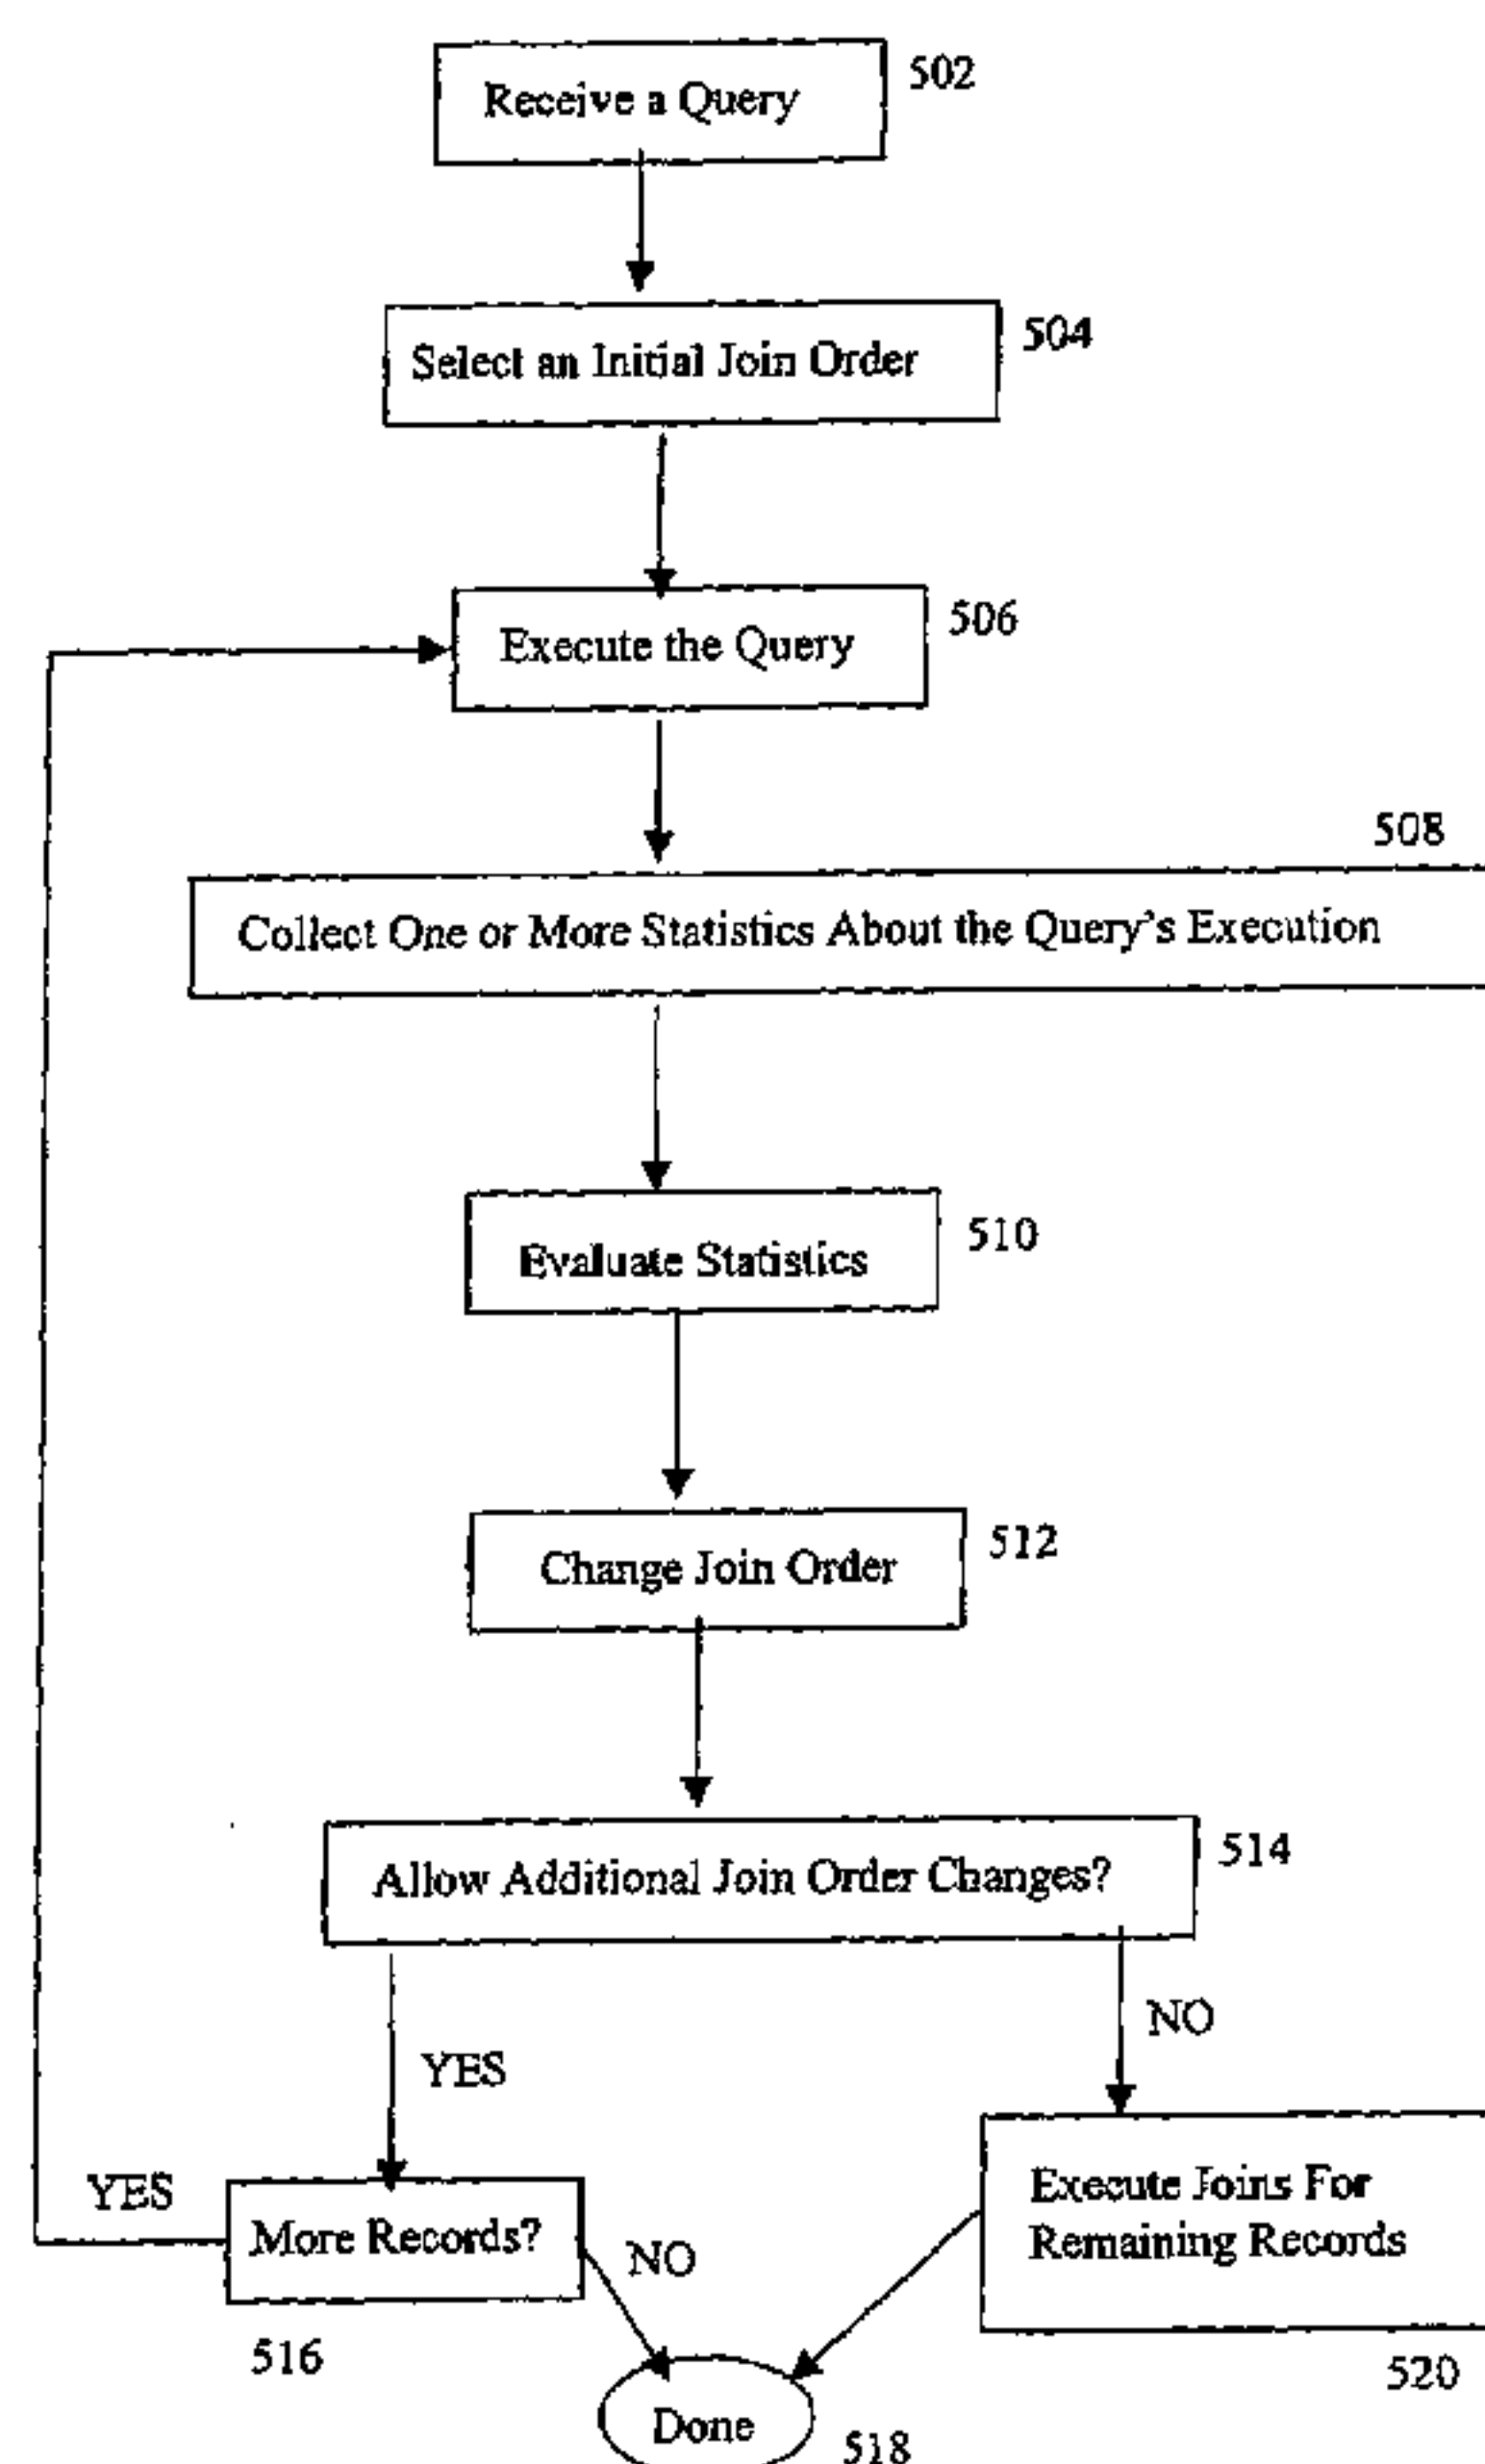 Receive a Query
502
Select an Initial Join Order
504
Execute the Query
506
508
Collect One or More Statistics About the Query's Execution
Evaluate Statistics
510
Change Join Order
512
Allow Additional Join Order Changes?
514
NO
YES
YES
More Records?
NO
Execute Joins For
Remaining Records
516
520
Done
518